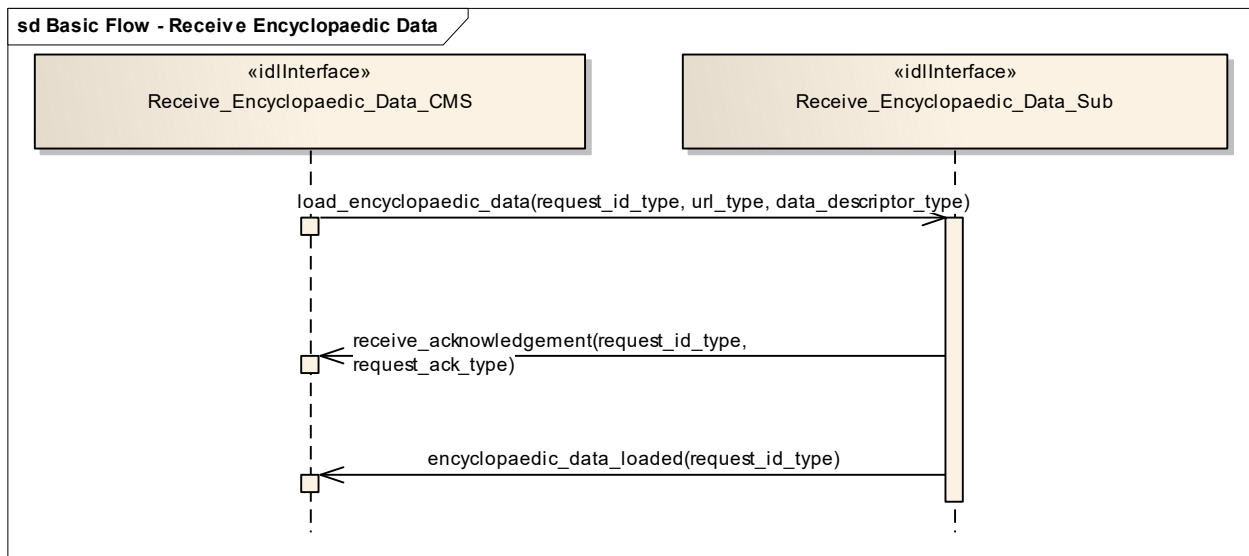 sd Basic Flow - Receive Encyclopaedic Data
«idlInterface»
Receive_Encyclopaedic_Data_CMS
«idlInterface»
Receive_Encyclopaedic_Data_Sub
load_encyclopaedic_data(request_id_type, url_type, data_descriptor_type)
receive_acknowledgement(request_id_type,
request_ack_type)
encyclopaedic_data_loaded(request_id_type)